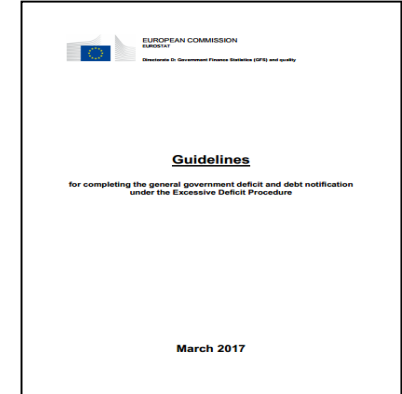 EUROPEAN COMMISSION
EUROSTAT
Directorate D: Government Finance Statistics (GFS) and quality
Guidelines
for completing the general government deficit and debt notification
under the Excessive Deficit Procedure
March 2017